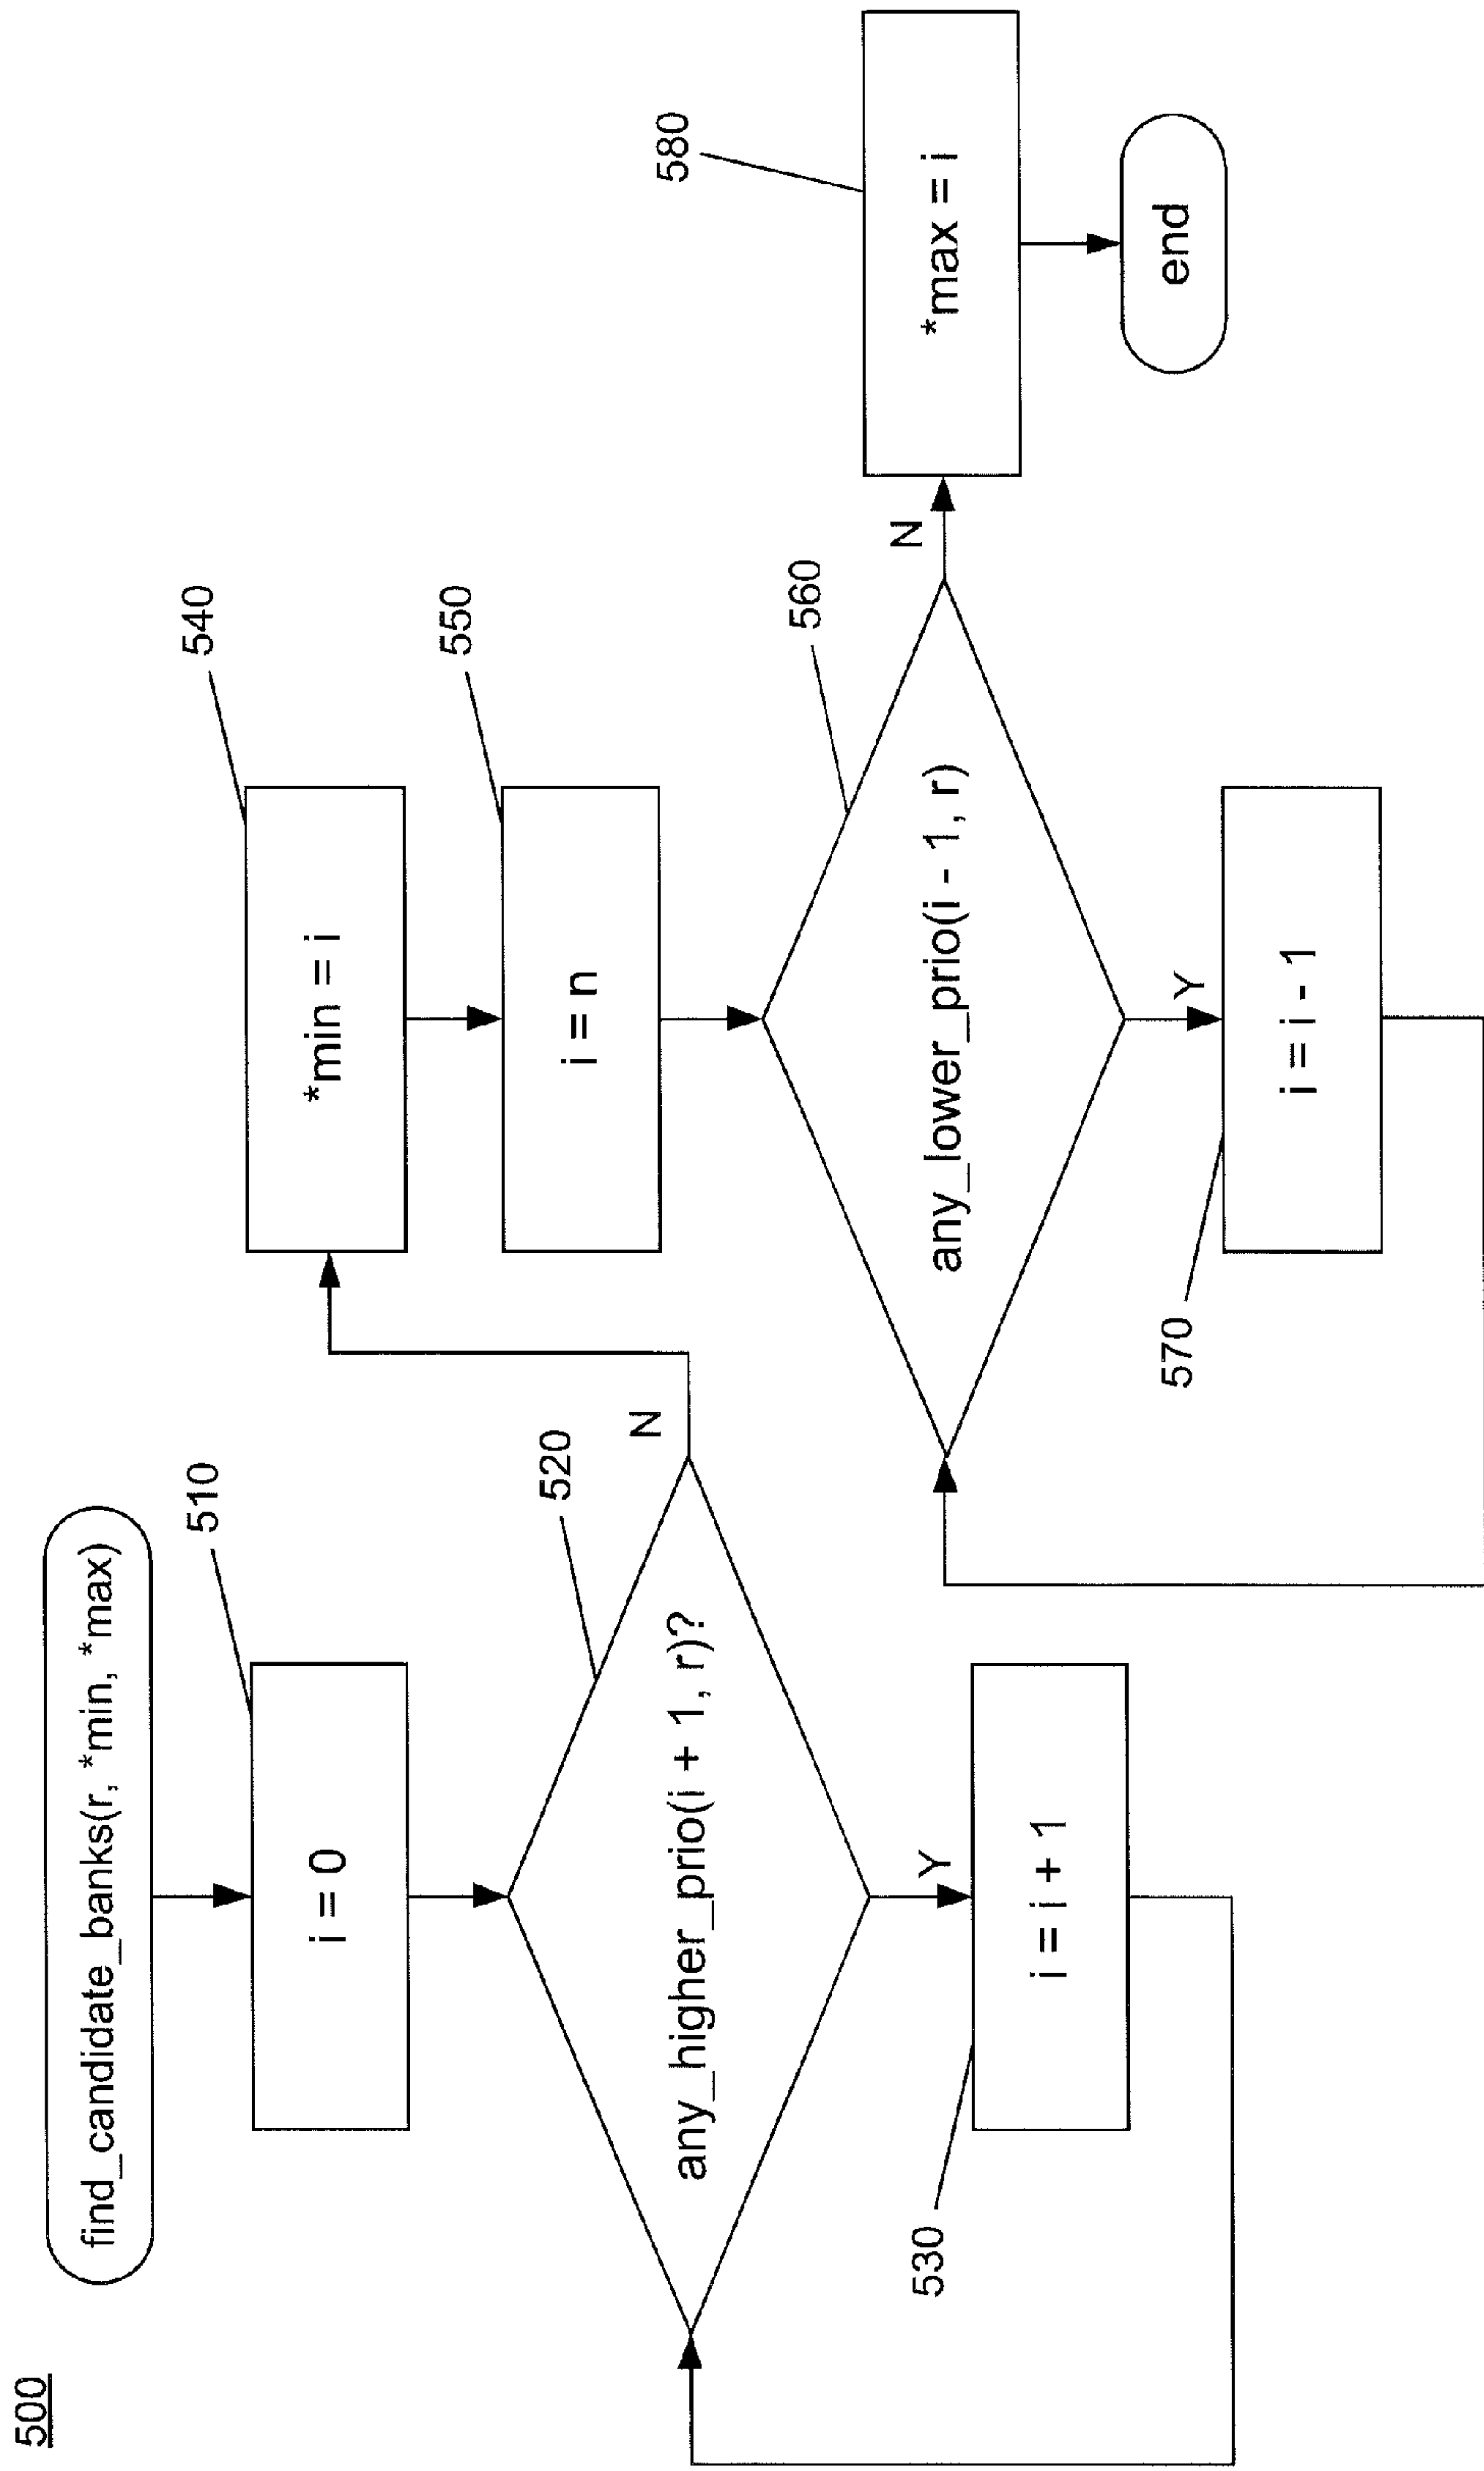 500
find_candidate_banks(r, *min, *max)
510
i = 0
520
any_higher_prio(i + 1, r)?
N
Y
530
i = i + 1
540
*min = i
550
i = n
560
any_lower_prio(i - 1, r)
N
Y
570
i = i - 1
580
*max = i
end